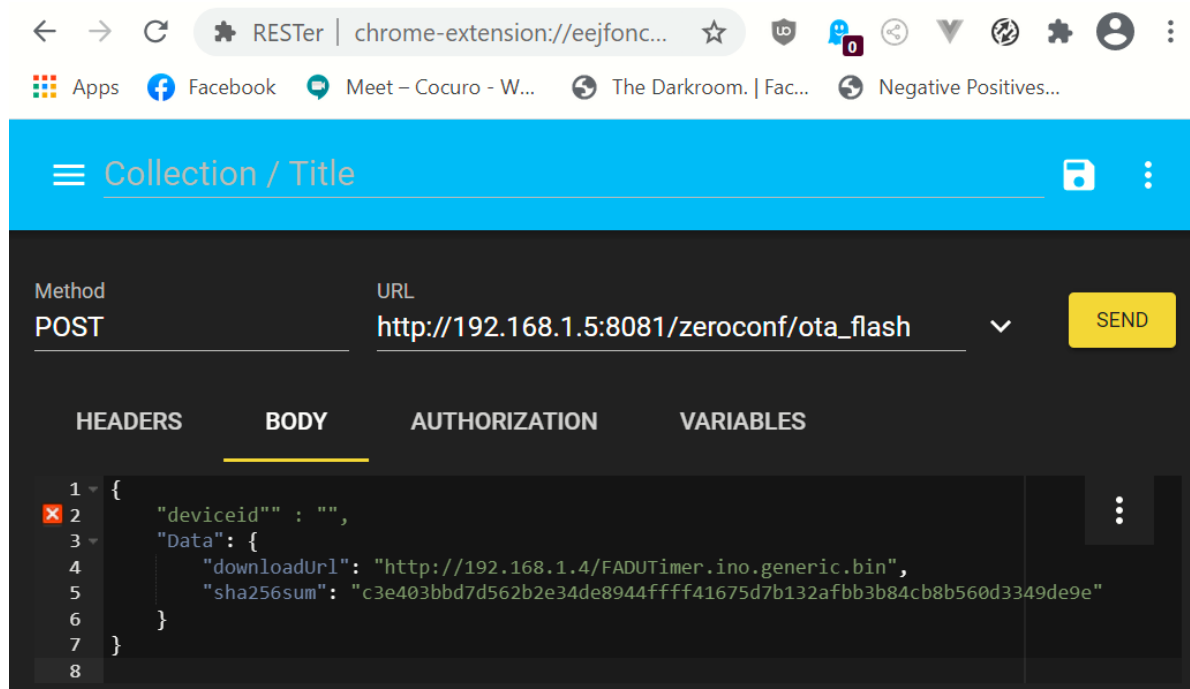 RESTer | chrome-extension://eejfonc...
0
Apps Facebook Meet – Cocuro - W... The Darkroom. | Fac... Negative Positives...
Collection / Title
Method URL
POST http://192.168.1.5:8081/zeroconf/ota_flash SEND
HEADERS BODY AUTHORIZATION VARIABLES
1 {
2 "deviceid"" : "",
3 "Data": {
4 "downloadUrl": "http://192.168.1.4/FADUTimer.ino.generic.bin",
5 "sha256sum": "c3e403bbd7d562b2e34de8944ffff41675d7b132afbb3b84cb8b560d3349de9e"
6 }
7 }
8